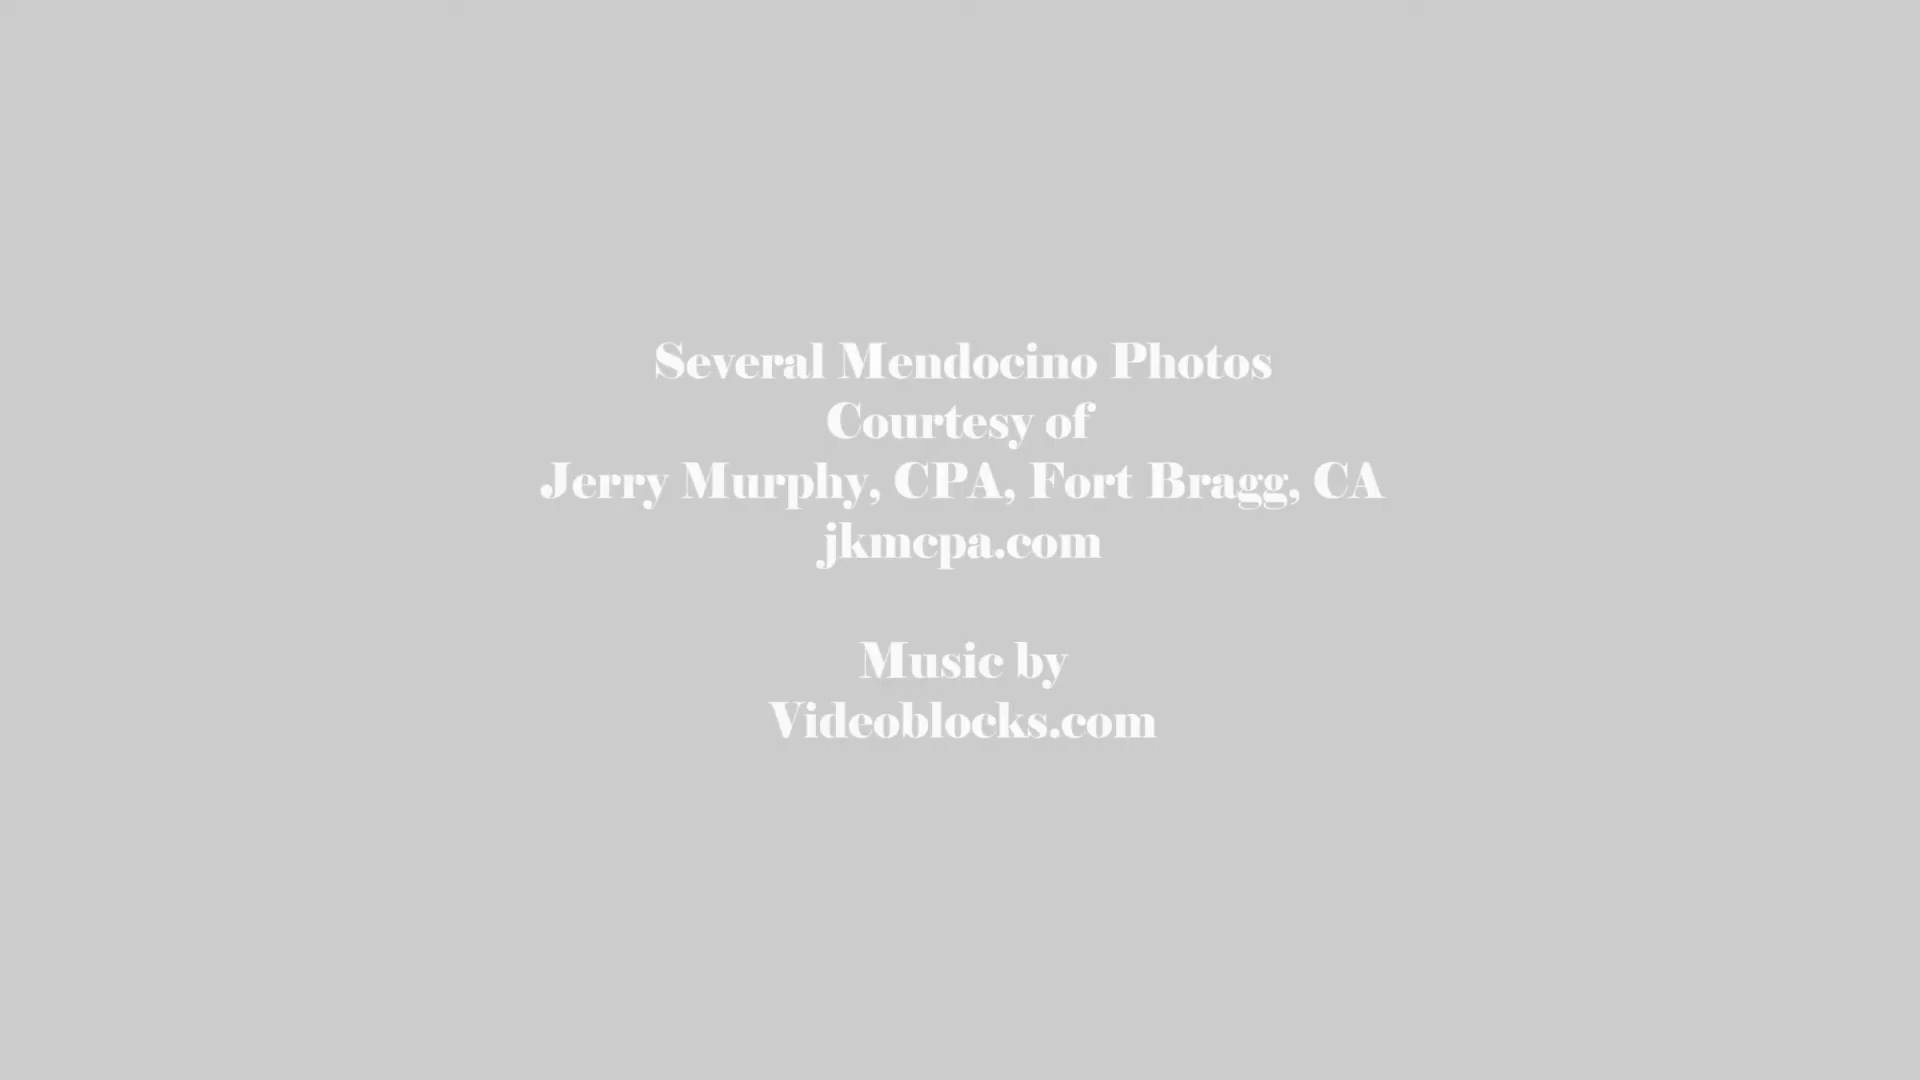 Several Mendocino Photos
Courtesy of
Jerry Murphy, CPA, Fort Bragg, CA
jkmcpa.com
Music by
Videoblocks.com